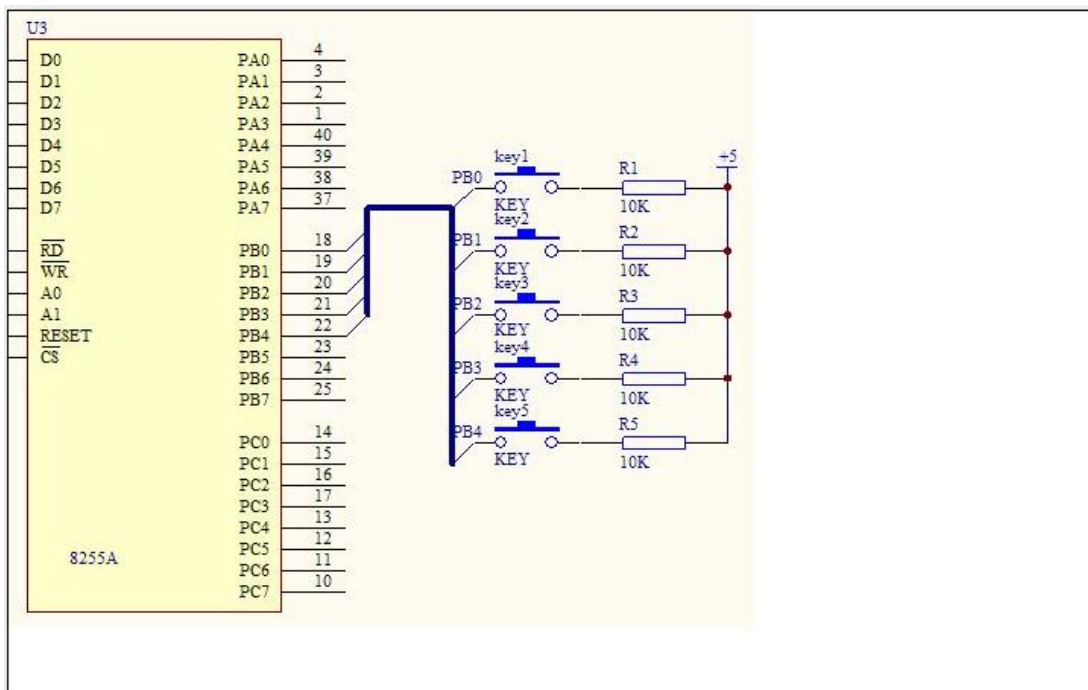 U3
D0 PA0 4
D1 PA1 3
D2 PA2 2
D3 PA3 1
D4 PA4 40
D5 PA5 39
D6 PA6 38
D7 PA7 37
RD PB0 18
WR PB1 19
A0 PB2 20
A1 PB3 21
RESET PB4 22
CS PB5 23
PB6 24
PB7 25
PC0 14
PC1 15
PC2 16
PC3 17
PC4 13
PC5 12
PC6 11
PC7 10
8255A
+5
key1
PB0 R1
KEY 10K
key2
PB1 R2
KEY 10K
key3
PB2 R3
KEY 10K
key4
PB3 R4
KEY 10K
key5
PB4 R5
KEY 10K